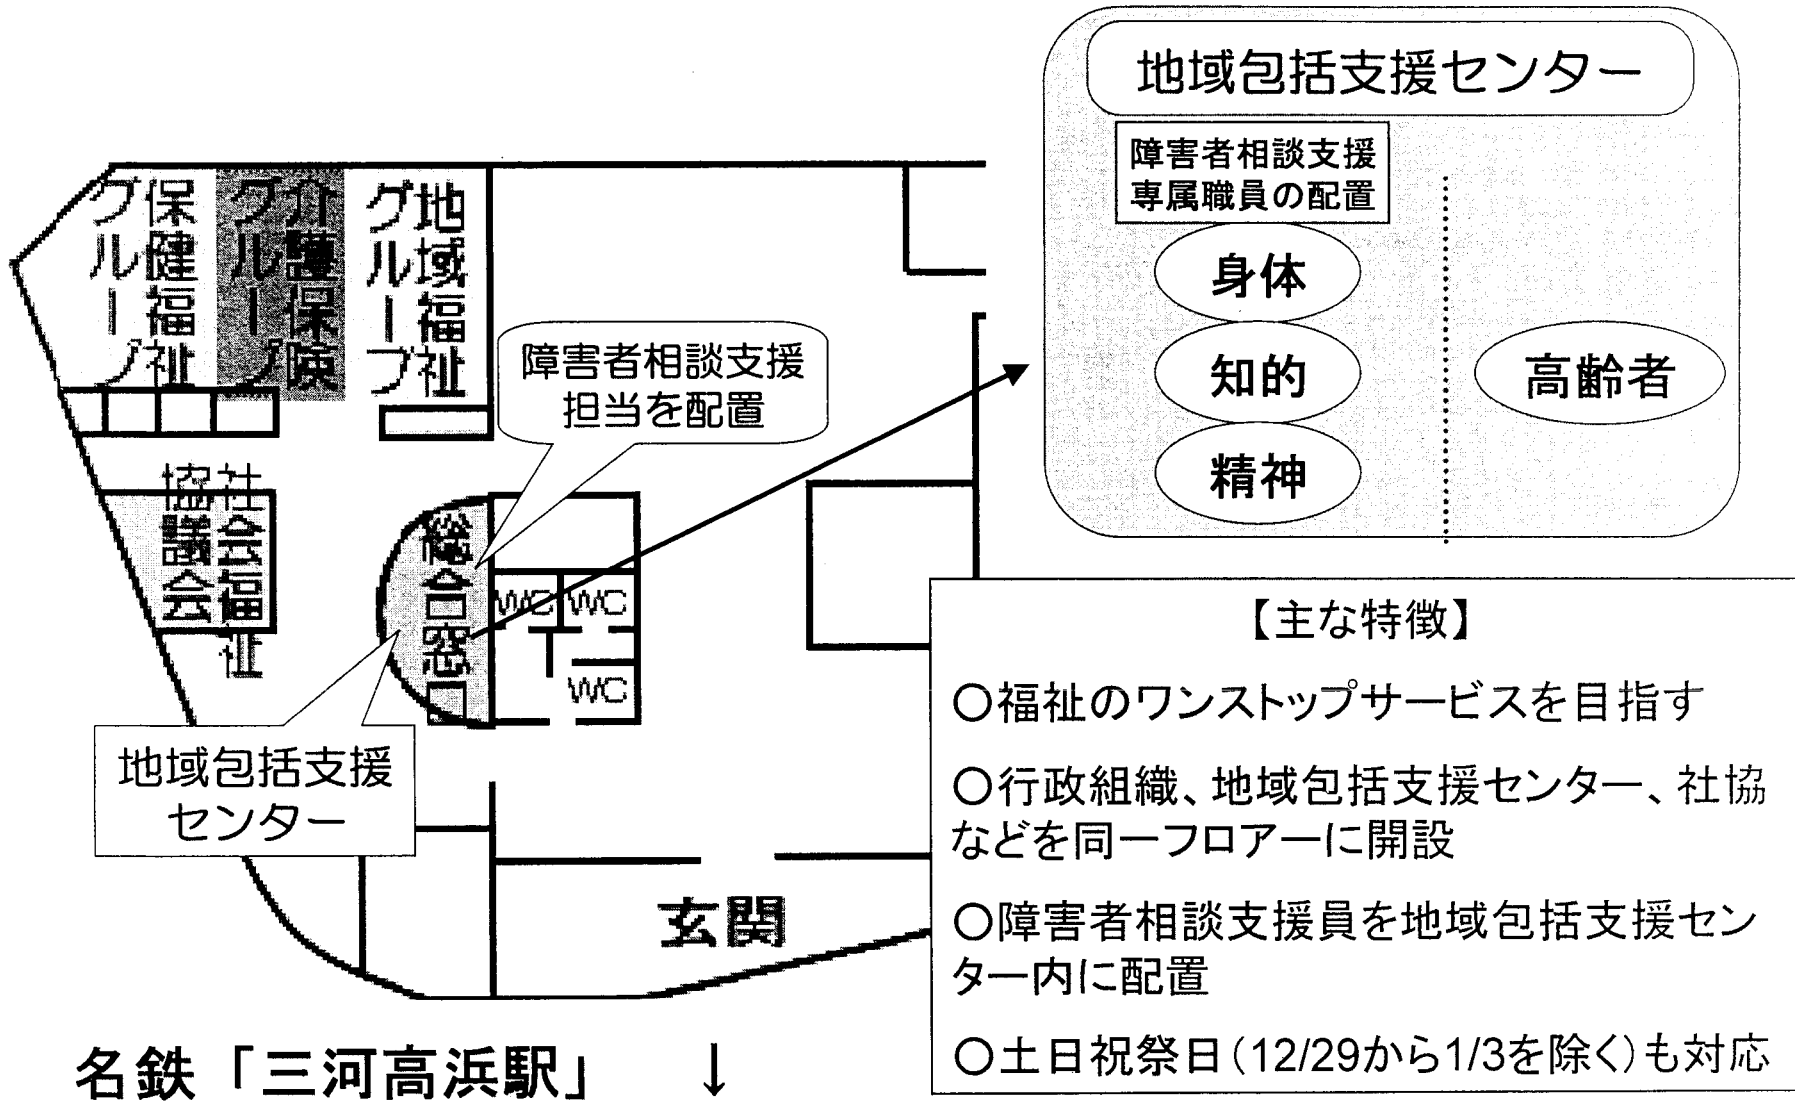 地域包括支援センター
障害者相談支援
専属職員の配置
身体
知的
精神
高齢者
保健福祉
グループ
介護保険
グループ
地域福祉
グループ
障害者相談支援
担当を配置
社会福祉
協議会
総合窓口
WC
WC
WC
地域包括支援
センター
玄関
名鉄「三河高浜駅」 ↓
【主な特徴】
○福祉のワンストップサービスを目指す
○行政組織、地域包括支援センター、社協
などを同一フロアーに開設
○障害者相談支援員を地域包括支援セン
ター内に配置
○土日祝祭日(12/29から1/3を除く)も対応